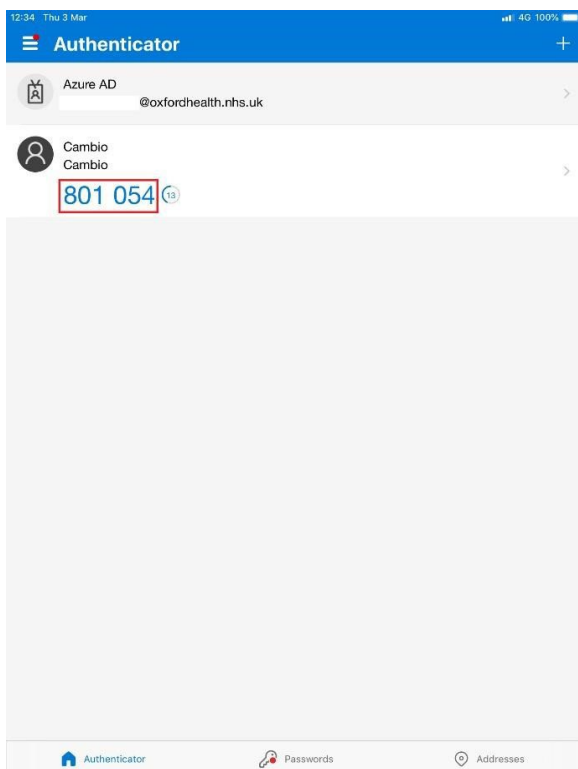 12:34 Thu 3 Mar 4G 100%
Authenticator
Azure AD
@oxfordhealth.nhs.uk
Cambio
Cambio
801 054 13
Authenticator Passwords Addresses